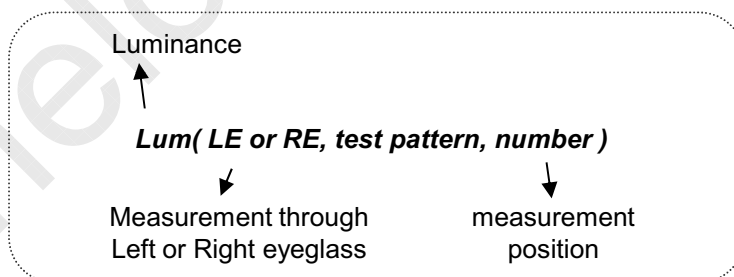 Luminance
Lum( LE or RE, test pattern, number )
Measurement through
Left or Right eyeglass
measurement
position